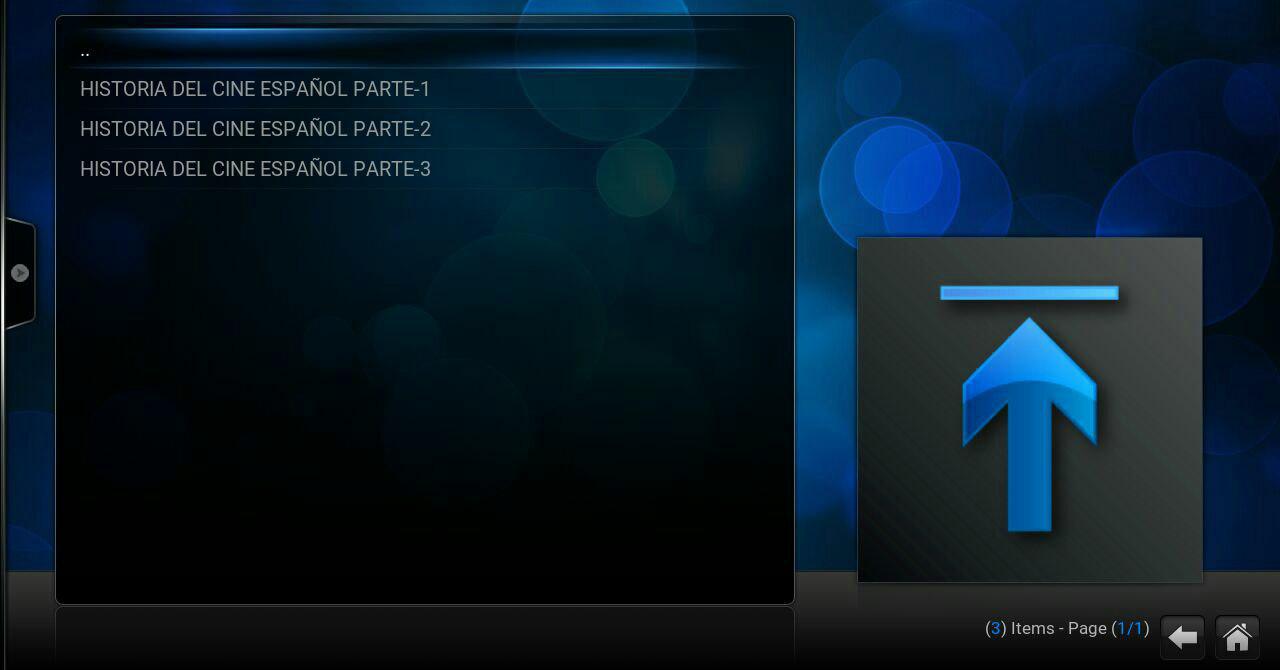 ..
HISTORIA DEL CINE ESPAÑOL PARTE-1
HISTORIA DEL CINE ESPAÑOL PARTE-2
HISTORIA DEL CINE ESPAÑOL PARTE-3
(3) Items - Page (1/1)